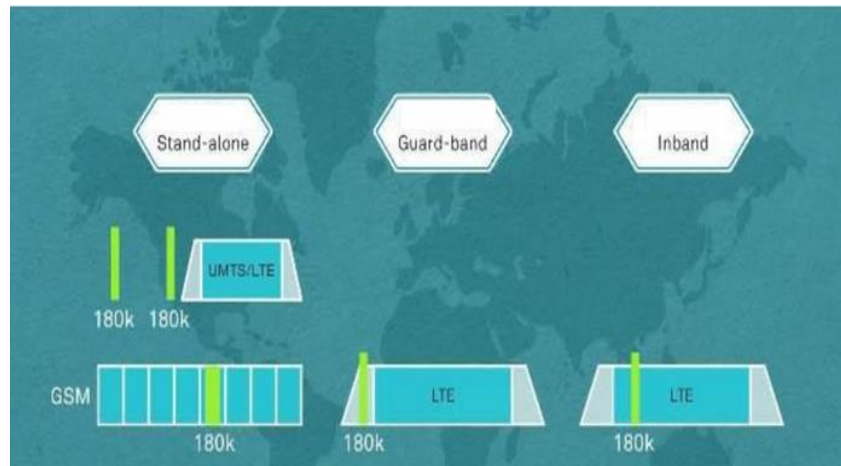 Stand-alone
Guard-band
Inband
UMTS/LTE
180k 180k
GSM
LTE
LTE
180k
180k
180k